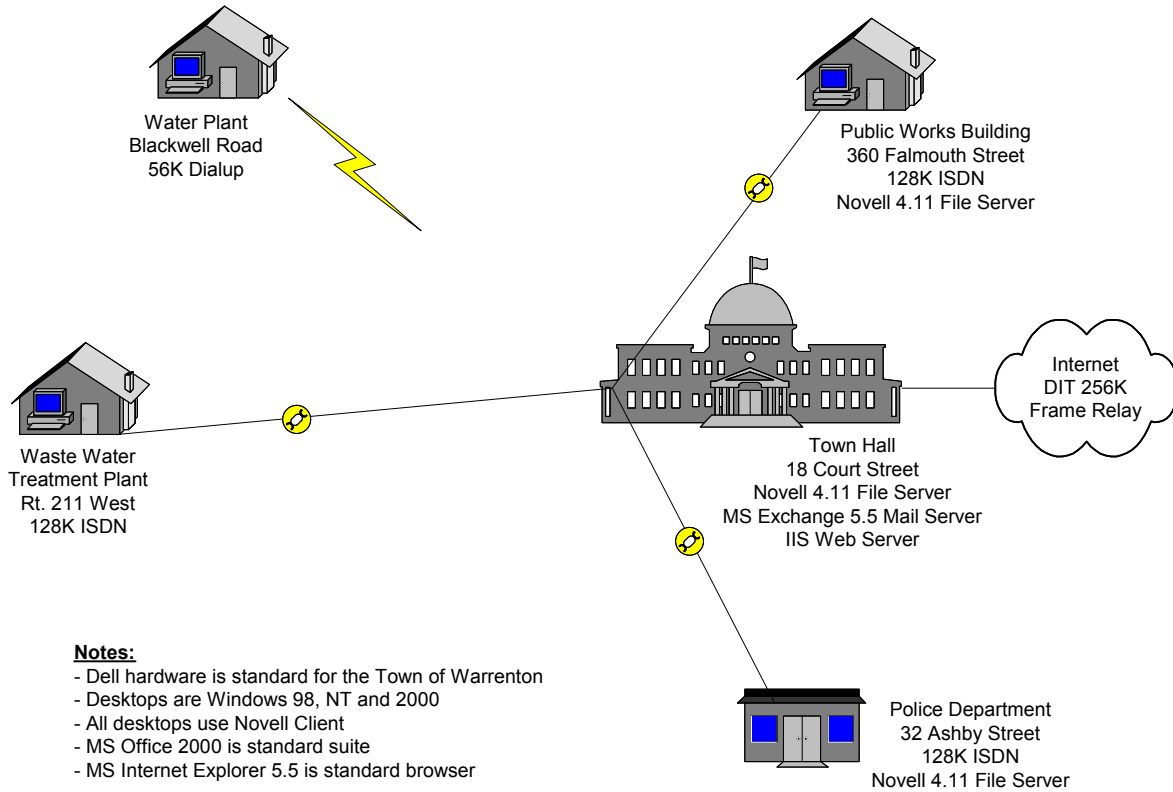 Water Plant
Blackwell Road
56K Dialup
Public Works Building
360 Falmouth Street
128K ISDN
Novell 4.11 File Server
Internet
DIT 256K
Frame Relay
Town Hall
18 Court Street
Novell 4.11 File Server
MS Exchange 5.5 Mail Server
IIS Web Server
Waste Water
Treatment Plant
Rt. 211 West
128K ISDN
Notes:
- Dell hardware is standard for the Town of Warrenton
- Desktops are Windows 98, NT and 2000
- All desktops use Novell Client
- MS Office 2000 is standard suite
- MS Internet Explorer 5.5 is standard browser
Police Department
32 Ashby Street
128K ISDN
Novell 4.11 File Server